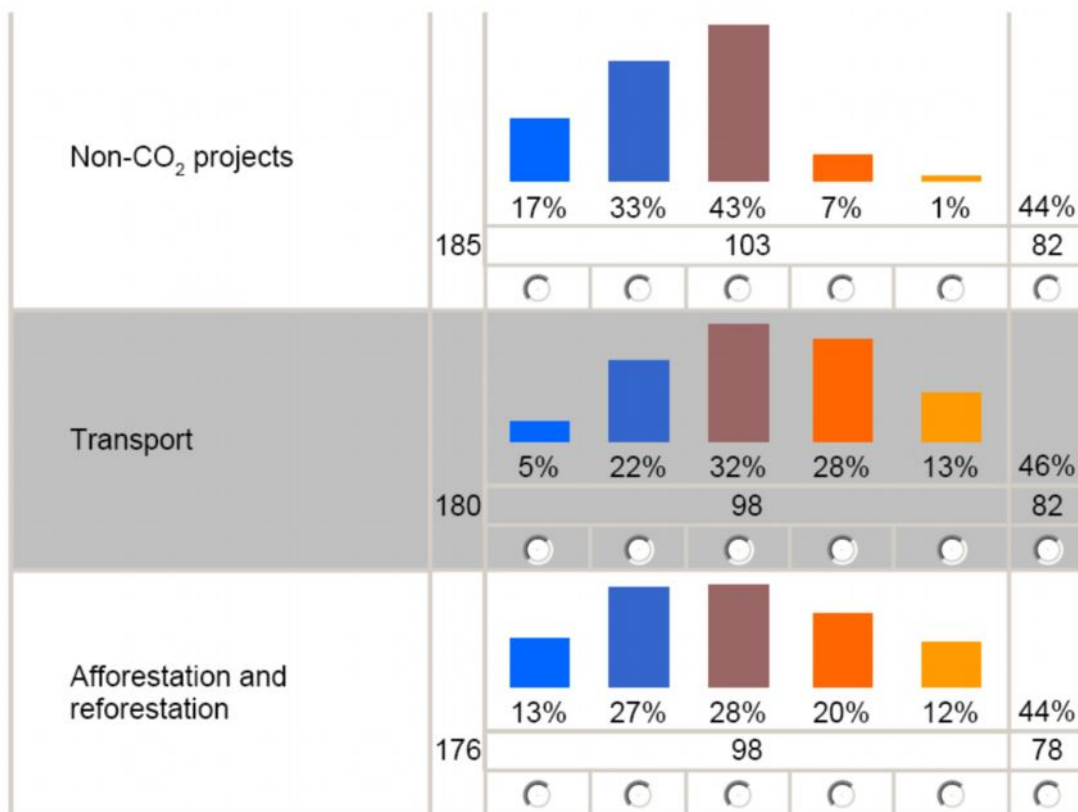 Non-CO₂ projects
17% 33% 43% 7% 1% 44%
185 103 82
Transport
5% 22% 32% 28% 13% 46%
180 98 82
Afforestation and
reforestation
13% 27% 28% 20% 12% 44%
176 98 78